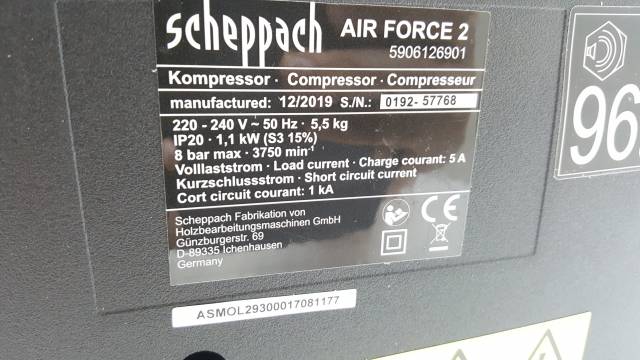 scheppach AIR FORCE 2
5906126901
Kompressor · Compressor · Compresseur
manufactured: 12/2019 S./N.: 0192- 57768
220 - 240 V ~ 50 Hz · 5,5 kg
IP20 · 1,1 kW (S3 15%)
8 bar max · 3750 min⁻¹
Volllaststrom · Load current · Charge courant: 5 A
Kurzschlussstrom · Short circuit current
Cort circuit courant: 1 kA
Scheppach Fabrikation von
Holzbearbeitungsmaschinen GmbH
Günzburgerstr. 69
D-89335 Ichenhausen
Germany
CE
ASMOL29300017081177
96